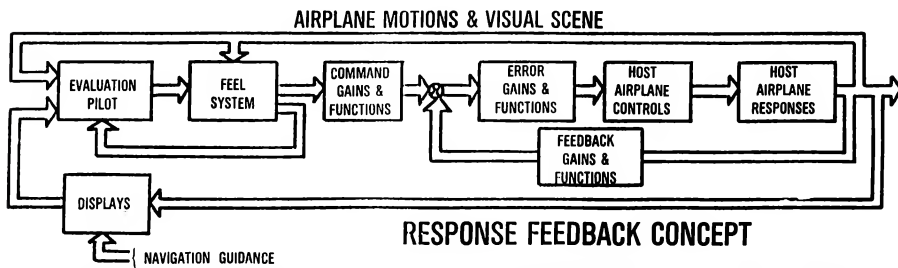 AIRPLANE MOTIONS & VISUAL SCENE
EVALUATION
PILOT
FEEL
SYSTEM
COMMAND
GAINS &
FUNCTIONS
ERROR
GAINS &
FUNCTIONS
HOST
AIRPLANE
CONTROLS
HOST
AIRPLANE
RESPONSES
FEEDBACK
GAINS &
FUNCTIONS
DISPLAYS
RESPONSE FEEDBACK CONCEPT
NAVIGATION GUIDANCE